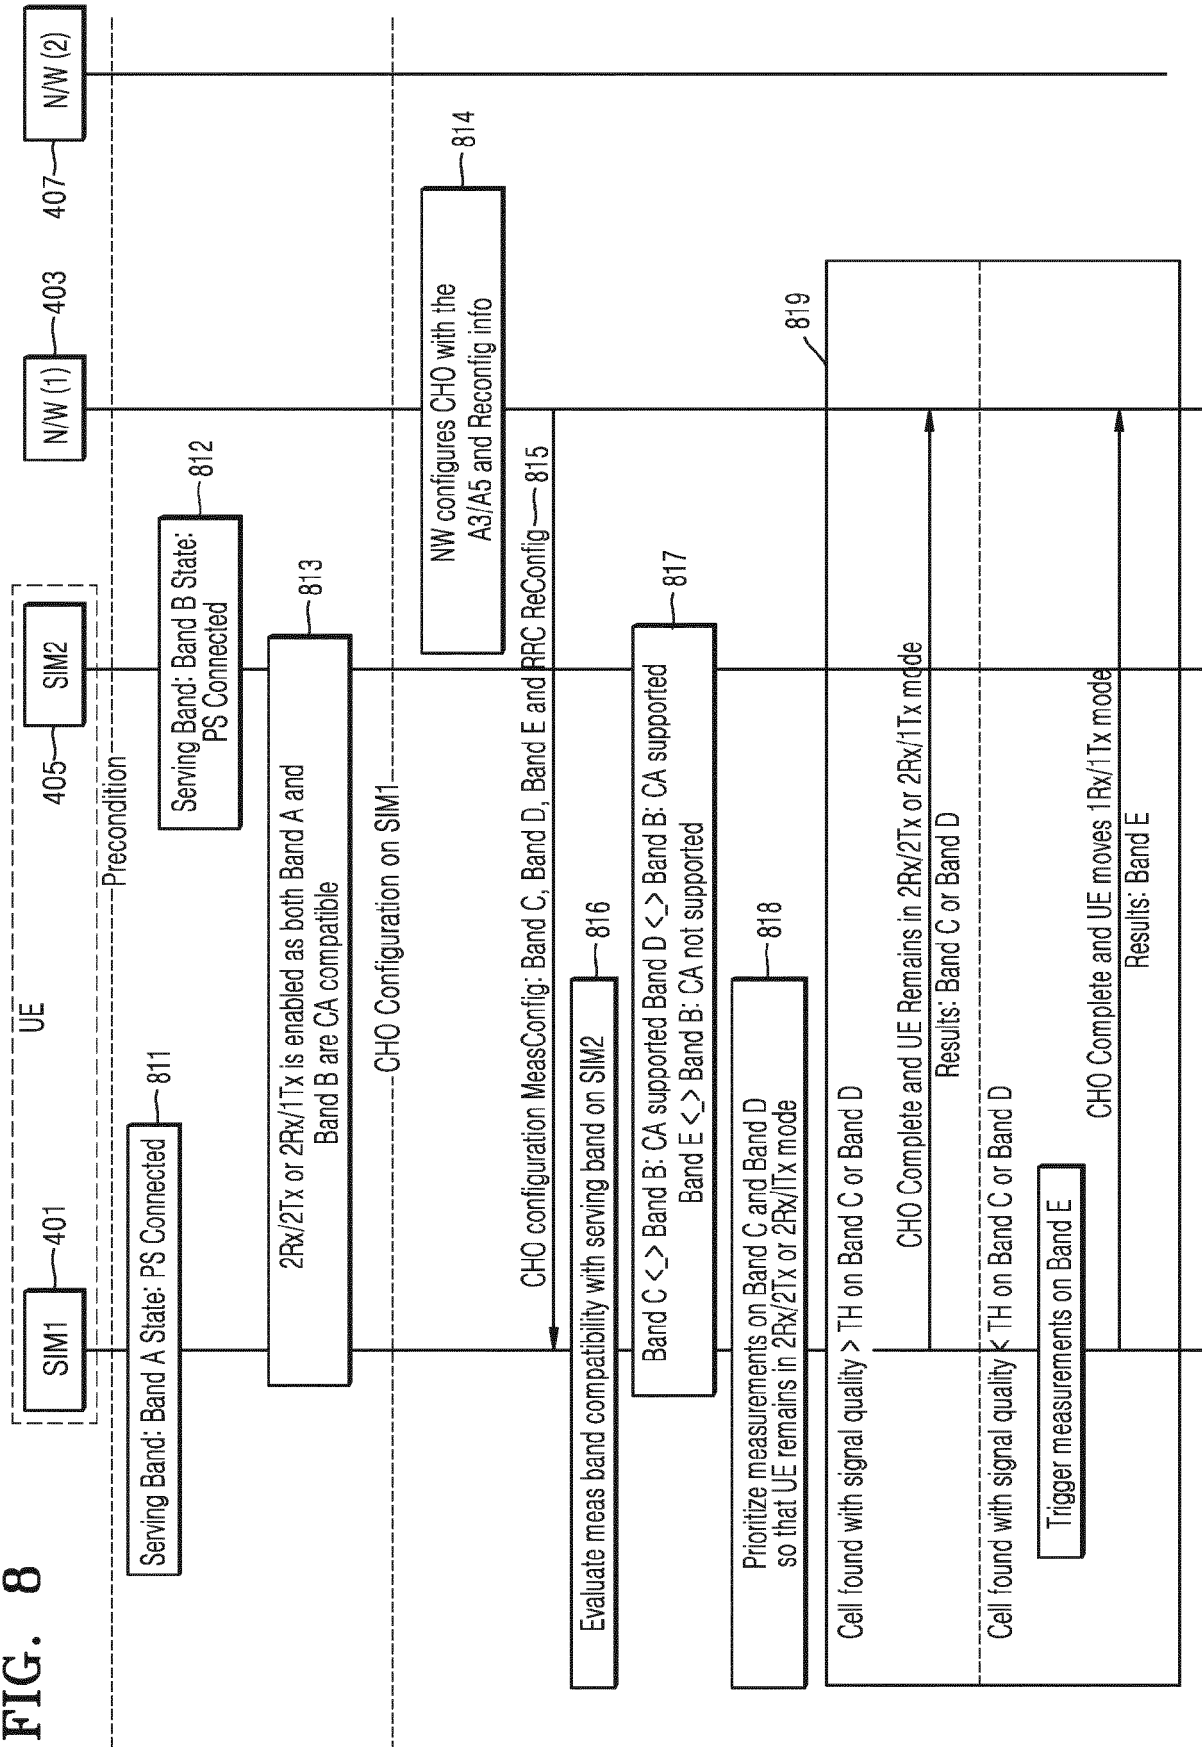 FIG. 8
UE
SIM1
401
405
SIM2
N/W (1)
403
407
N/W (2)
Precondition
Serving Band: Band A State: PS Connected
811
Serving Band: Band B State:
PS Connected
812
2Rx/2Tx or 2Rx/1Tx is enabled as both Band A and
Band B are CA compatible
813
CHO Configuration on SIM1
NW configures CHO with the
A3/A5 and Reconfig info
814
CHO configuration MeasConfig: Band C, Band D, Band E and RRC ReConfig
815
Evaluate meas band compatibility with serving band on SIM2
816
Band C <_> Band B: CA supported Band D <_> Band B: CA supported
Band E <_> Band B: CA not supported
817
Prioritize measurements on Band C and Band D
so that UE remains in 2Rx/2Tx or 2Rx/1Tx mode
818
819
Cell found with signal quality > TH on Band C or Band D
CHO Complete and UE Remains in 2Rx/2Tx or 2Rx/1Tx mode
Results: Band C or Band D
Cell found with signal quality < TH on Band C or Band D
Trigger measurements on Band E
CHO Complete and UE moves 1Rx/1Tx mode
Results: Band E